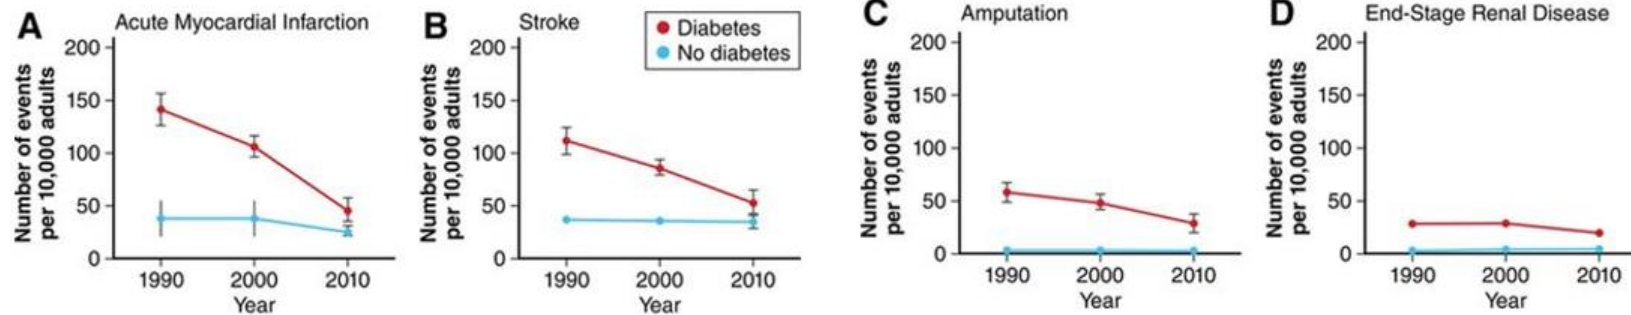 A Acute Myocardial Infarction
Number of events
per 10,000 adults
200
150
100
50
0
1990 2000 2010
Year
B Stroke
Diabetes
No diabetes
Number of events
per 10,000 adults
200
150
100
50
0
1990 2000 2010
Year
C Amputation
Number of events
per 10,000 adults
200
150
100
50
0
1990 2000 2010
Year
D End-Stage Renal Disease
Number of events
per 10,000 adults
200
150
100
50
0
1990 2000 2010
Year